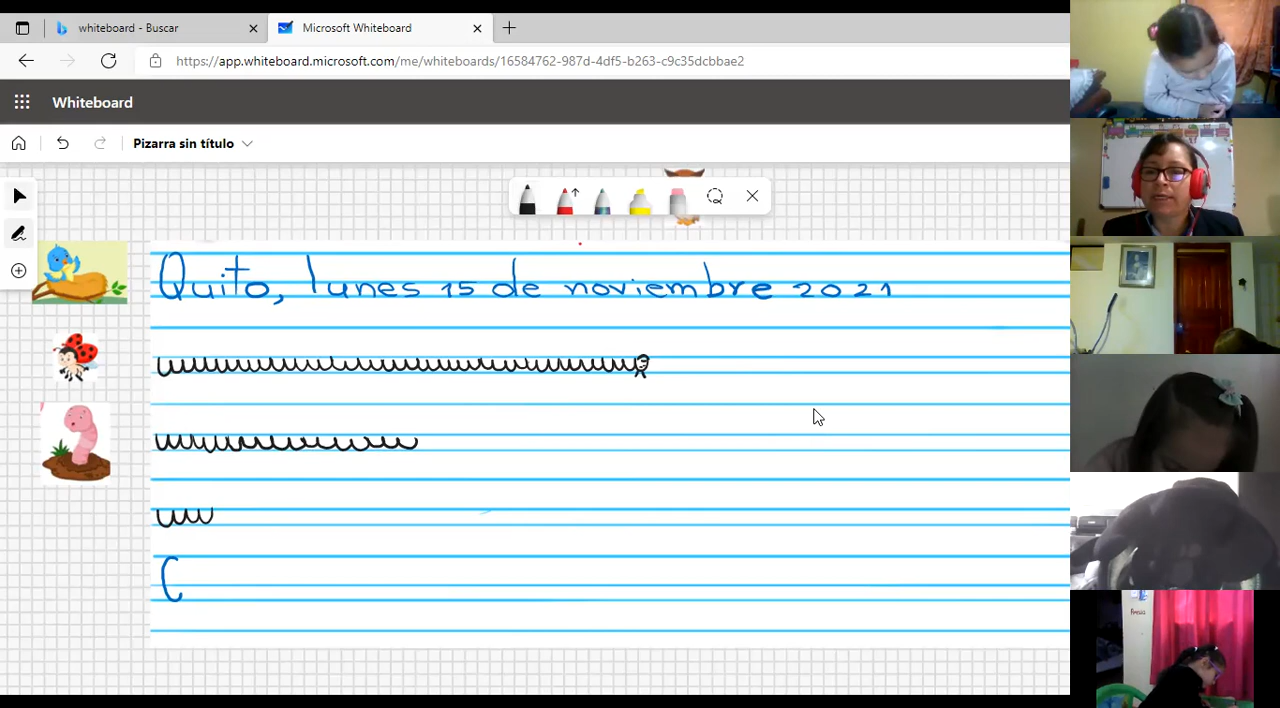 whiteboard - Buscar
Microsoft Whiteboard
https://app.whiteboard.microsoft.com/me/whiteboards/16584762-987d-4df5-b263-c9c35dcbbae2
Whiteboard
Pizarra sin título
Quito, lunes 15 de noviembre 2021
C